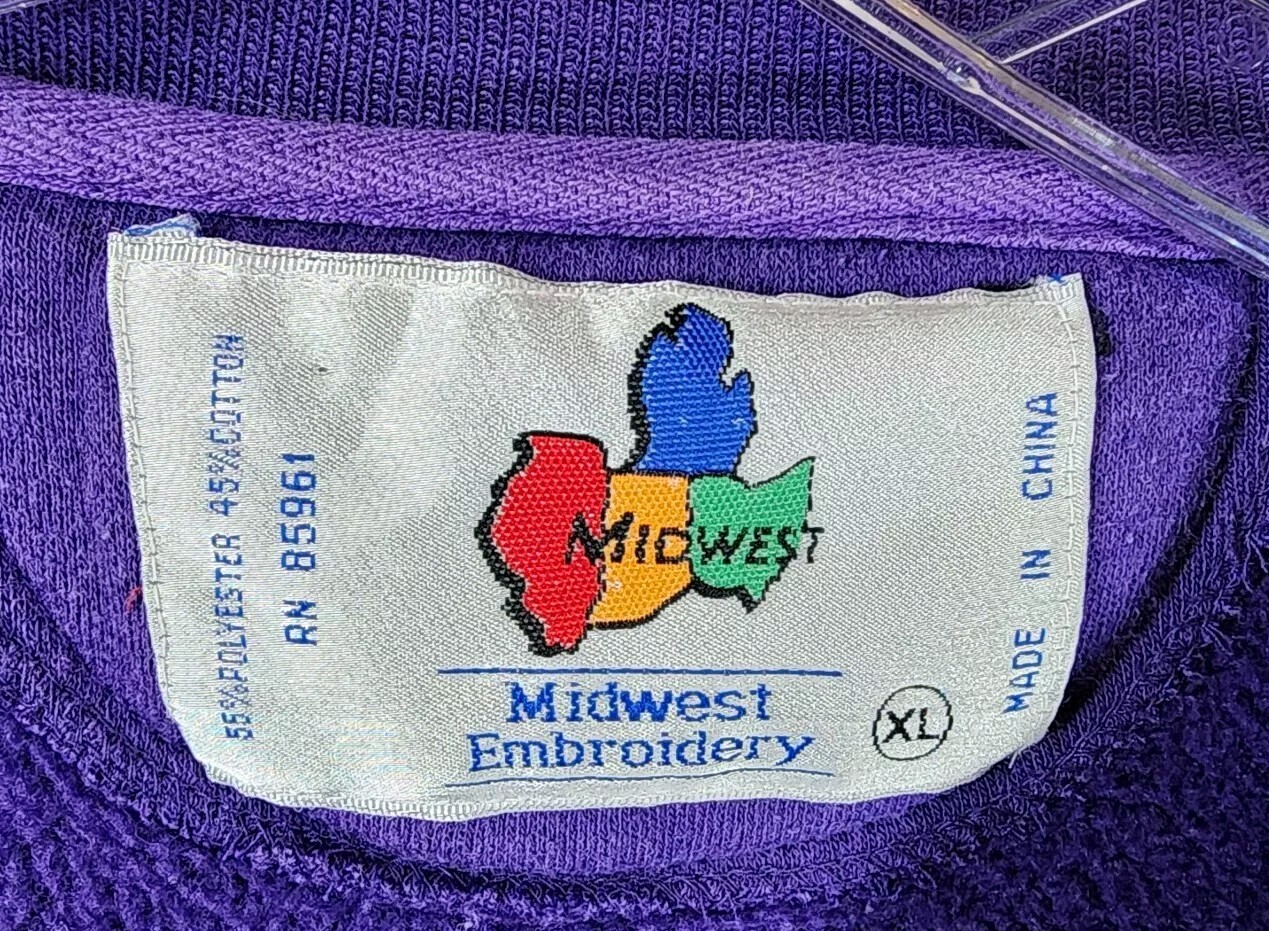 55%POLYESTER 45%COTTON
RN 85961
MIDWEST
Midwest
Embroidery
XL
MADE IN CHINA